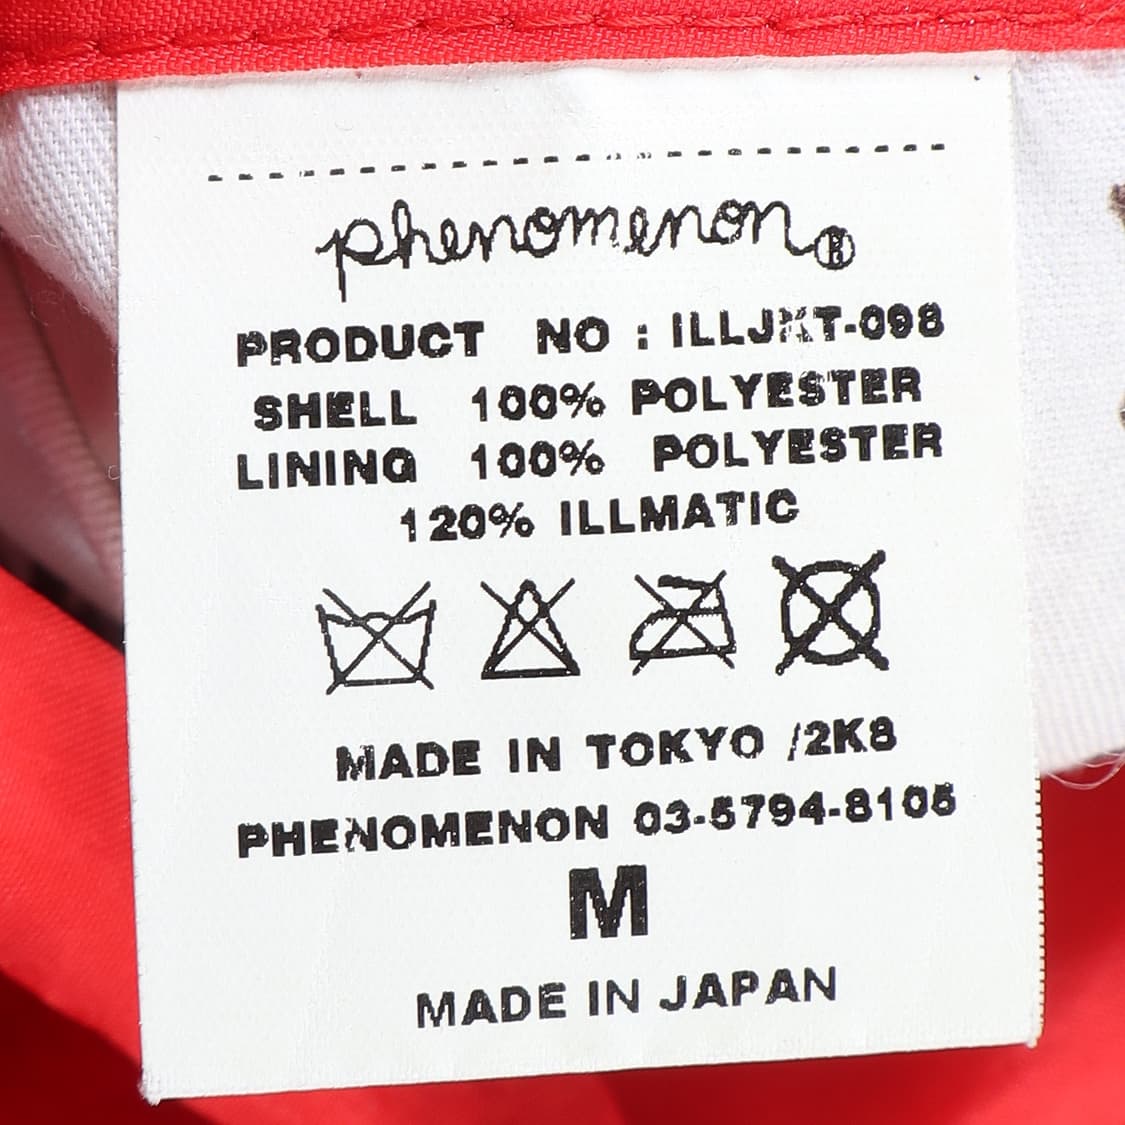 phenomenon®
PRODUCT NO : ILLJKT-098
SHELL 100% POLYESTER
LINING 100% POLYESTER
120% ILLMATIC
MADE IN TOKYO /2K8
PHENOMENON 03-5794-8105
M
MADE IN JAPAN